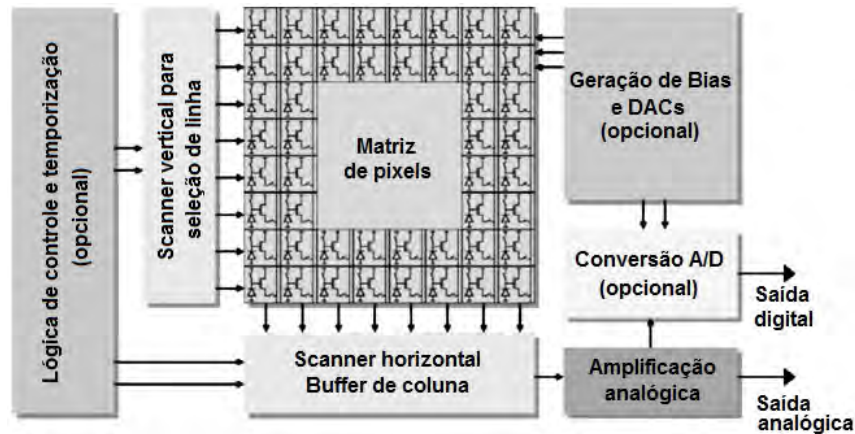 Lógica de controle e temporização
(opcional)
Scanner vertical para
seleção de linha
Matriz
de pixels
Geração de Bias
e DACs
(opcional)
Conversão A/D
(opcional)
Saída
digital
Scanner horizontal
Buffer de coluna
Amplificação
analógica
Saída
analógica